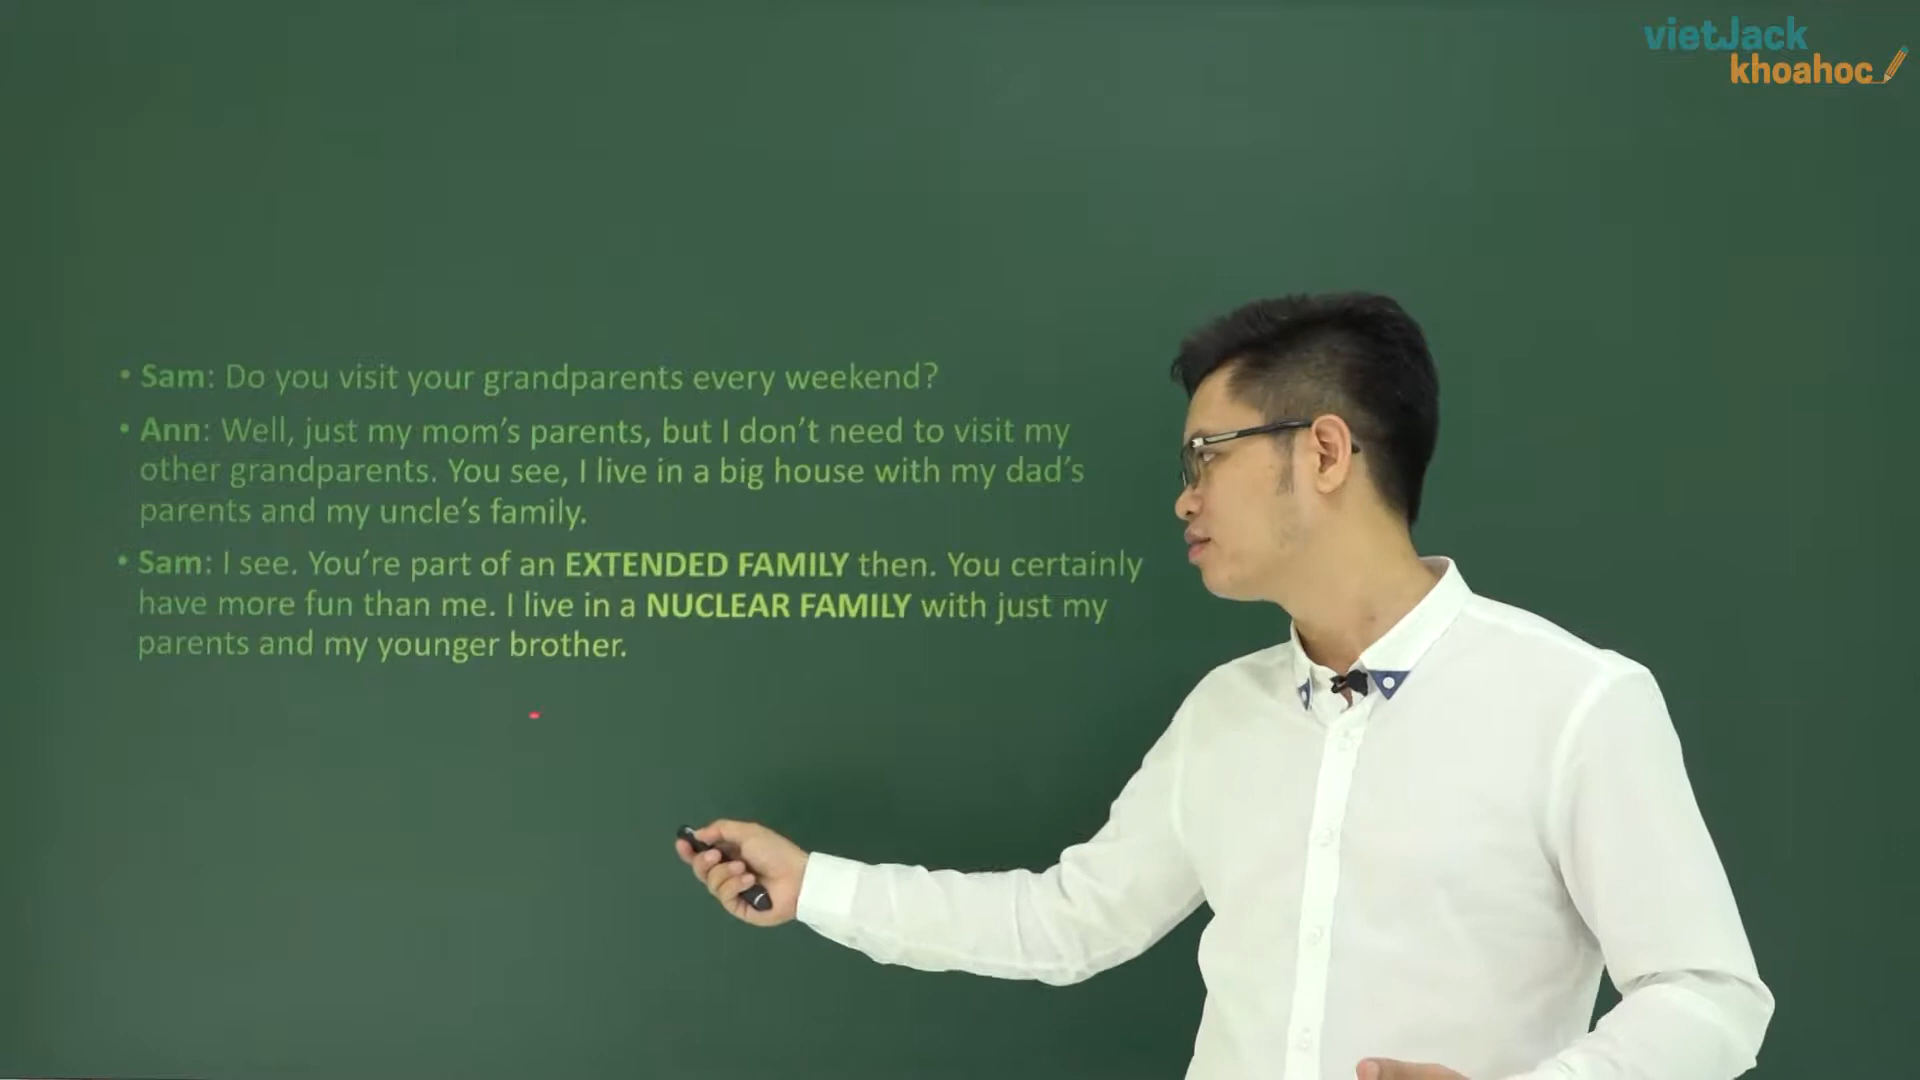 vietJack
khoahoc
• Sam: Do you visit your grandparents every weekend?
• Ann: Well, just my mom’s parents, but I don’t need to visit my
other grandparents. You see, I live in a big house with my dad’s
parents and my uncle’s family.
• Sam: I see. You’re part of an EXTENDED FAMILY then. You certainly
have more fun than me. I live in a NUCLEAR FAMILY with just my
parents and my younger brother.